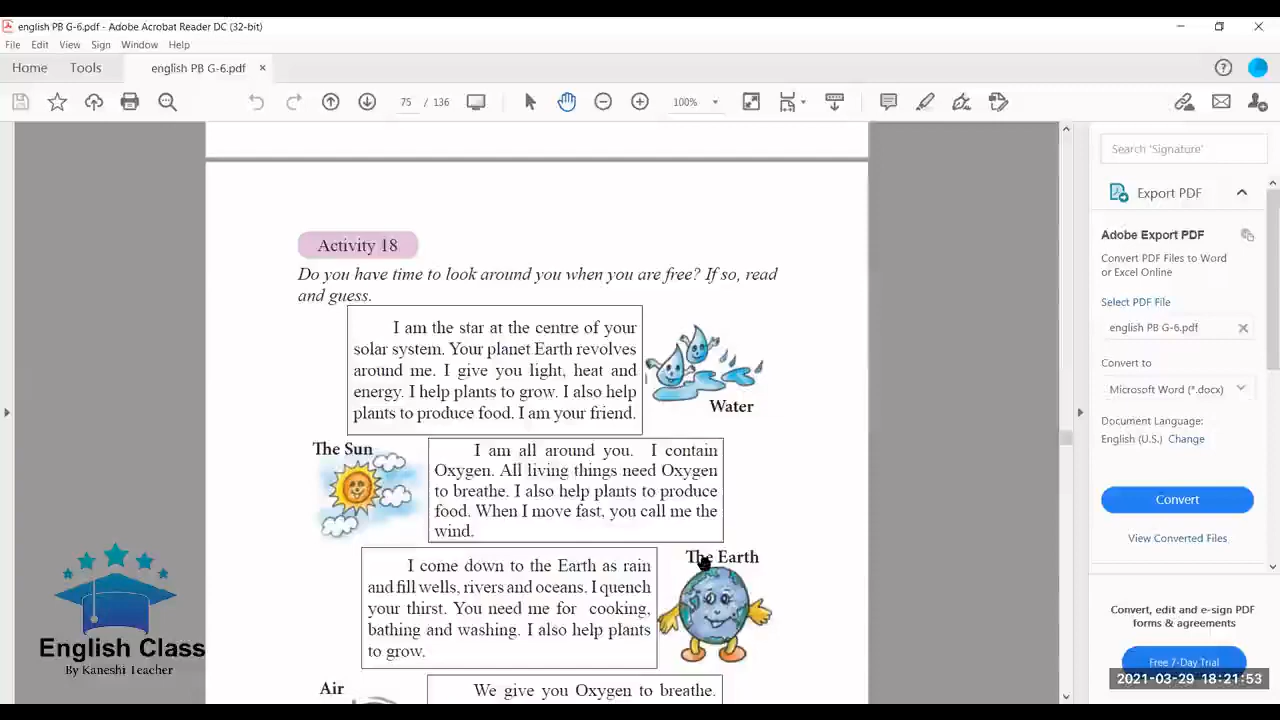 english PB G-6.pdf - Adobe Acrobat Reader DC (32-bit)
File Edit View Sign Window Help
Home Tools english PB G-6.pdf ×
75 / 136 100%
Search 'Signature'
Export PDF
Adobe Export PDF
Convert PDF Files to Word
or Excel Online
Select PDF File
english PB G-6.pdf
Convert to
Microsoft Word (*.docx)
Document Language:
English (U.S.) Change
Convert
View Converted Files
Convert, edit and e-sign PDF
forms & agreements
Free 7-Day Trial
Activity 18
Do you have time to look around you when you are free? If so, read
and guess.
I am the star at the centre of your
solar system. Your planet Earth revolves
around me. I give you light, heat and
energy. I help plants to grow. I also help
plants to produce food. I am your friend.
Water
The Sun
I am all around you. I contain
Oxygen. All living things need Oxygen
to breathe. I also help plants to produce
food. When I move fast, you call me the
wind.
I come down to the Earth as rain
and fill wells, rivers and oceans. I quench
your thirst. You need me for cooking,
bathing and washing. I also help plants
to grow.
The Earth
Air
We give you Oxygen to breathe.
English Class
By Kaneshi Teacher
2021-03-29 18:21:53